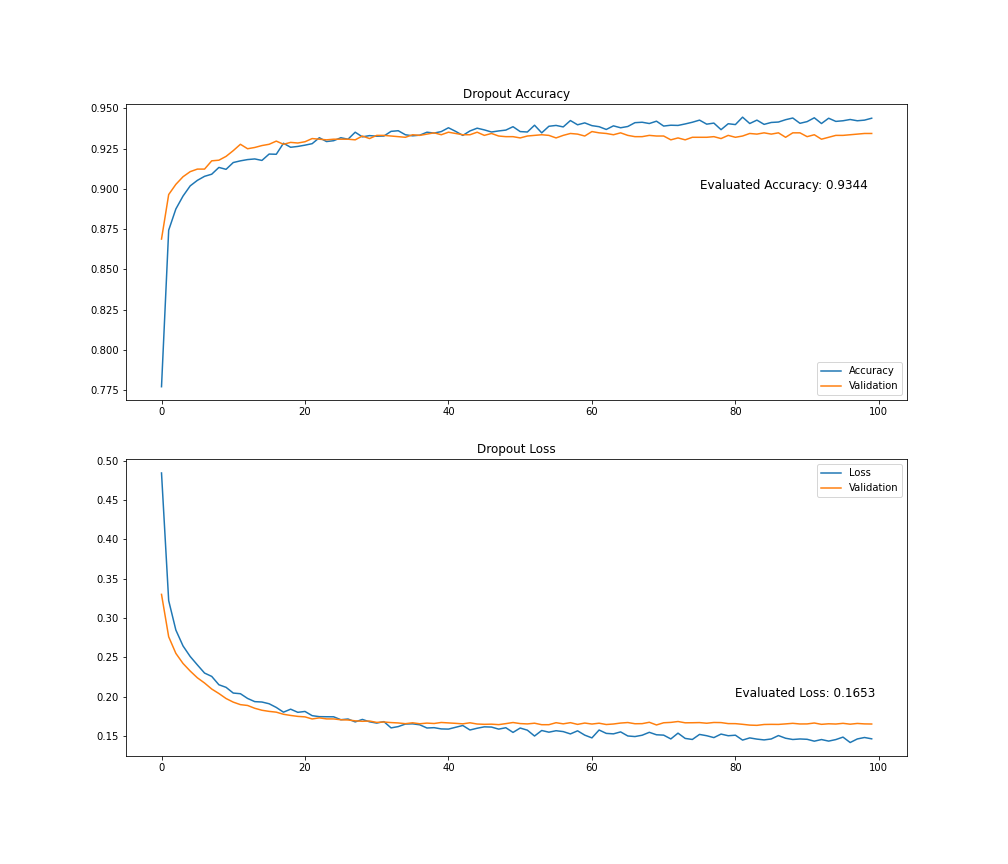 Dropout Accuracy
0.950
0.925
0.900
0.875
0.850
0.825
0.800
0.775
Evaluated Accuracy: 0.9344
Accuracy
Validation
0 20 40 60 80 100
Dropout Loss
0.50
0.45
0.40
0.35
0.30
0.25
0.20
0.15
Loss
Validation
Evaluated Loss: 0.1653
0 20 40 60 80 100